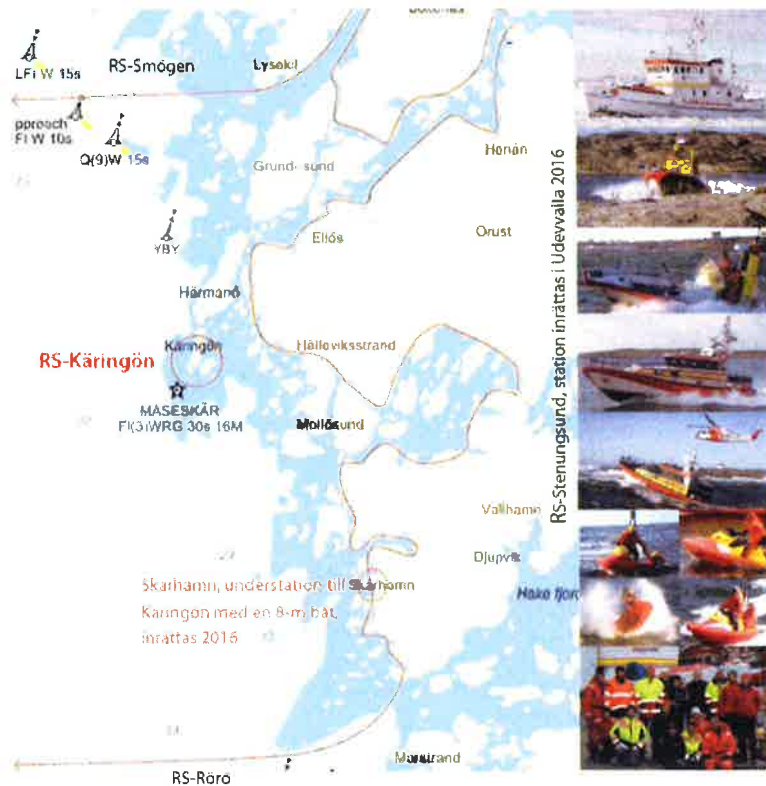 LFi W 15s
RS-Smögen
Lysekil
pproach
Fl W 10s
Q(9)W 15s
Grund- sund
Henån
YBY
Ellös
Orust
Härmanö
RS-Käringön
Käringön
Hälleviksstrand
MÅSESKÄR
Fl(3)WRG 30s 16M
Mollösund
RS-Stenungsund, station inrättas i Udevvalla 2016
Vallhamn
Djupvik
Skärhamn, understation till
Käringön med en 8-m båt,
inrättas 2016
Skärhamn
Hake fjord
Marstrand
RS-Rörö